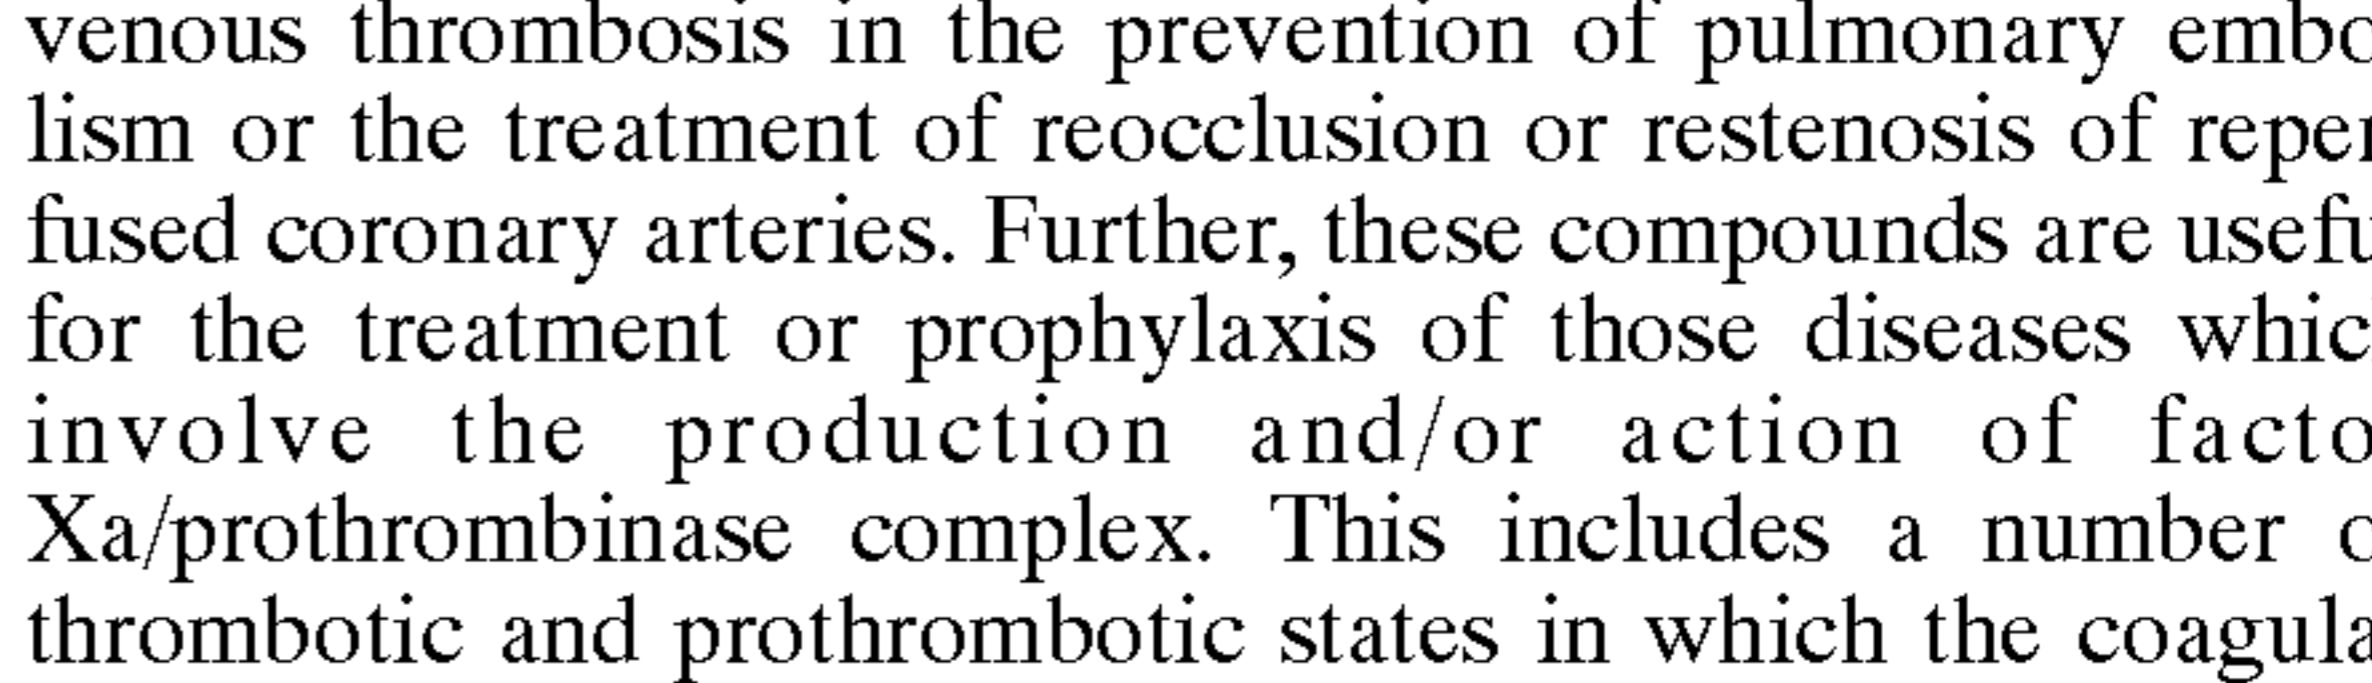 venous thrombosis in the prevention of pulmonary embo
lism or the treatment of reocclusion or restenosis of reper
fused coronary arteries. Further, these compounds are usefu
for the treatment or prophylaxis of those diseases whic
involve the production and/or action of facto
Xa/prothrombinase complex. This includes a number o
thrombotic and prothrombotic states in which the coagula